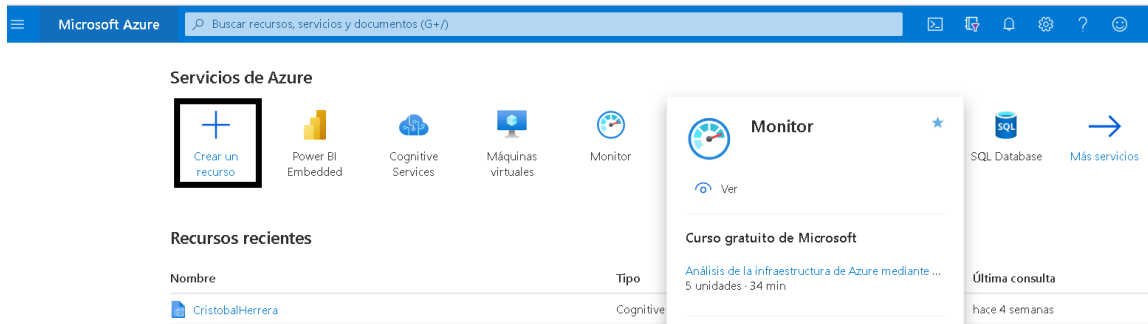 Microsoft Azure
Buscar recursos, servicios y documentos (G+/)
Servicios de Azure
Crear un
recurso
Power BI
Embedded
Cognitive
Services
Máquinas
virtuales
Monitor
Monitor
Ver
Curso gratuito de Microsoft
Análisis de la infraestructura de Azure mediante ...
5 unidades · 34 min
SQL
SQL Database
Más servicios
Recursos recientes
Nombre
Tipo
Última consulta
CristobalHerrera
Cognitive
hace 4 semanas